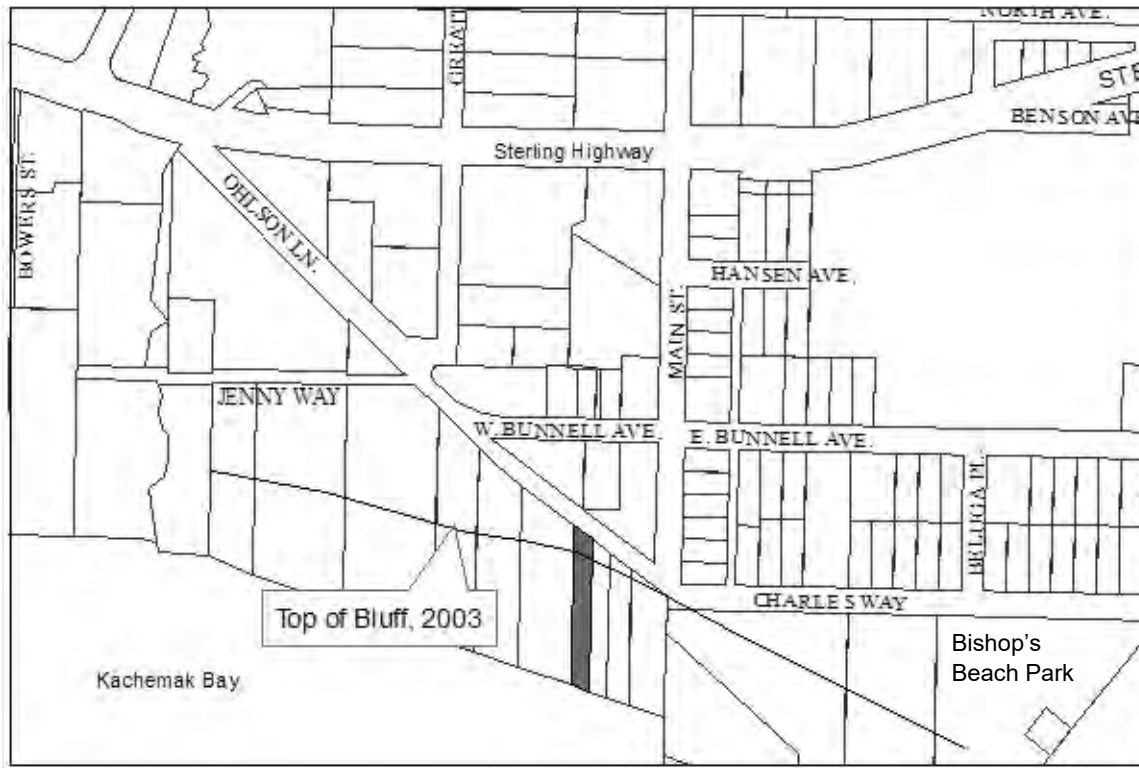 NORTH AVE.
GREAT
STE
BENSON AVE
Sterling Highway
BOWERS ST.
OHLSON LN.
HANSEN AVE.
MAIN ST.
JENNY WAY
W. BUNNELL AVE.
E. BUNNELL AVE.
BELUGA PL.
CHARLES WAY
Top of Bluff, 2003
Bishop's
Beach Park
Kachemak Bay